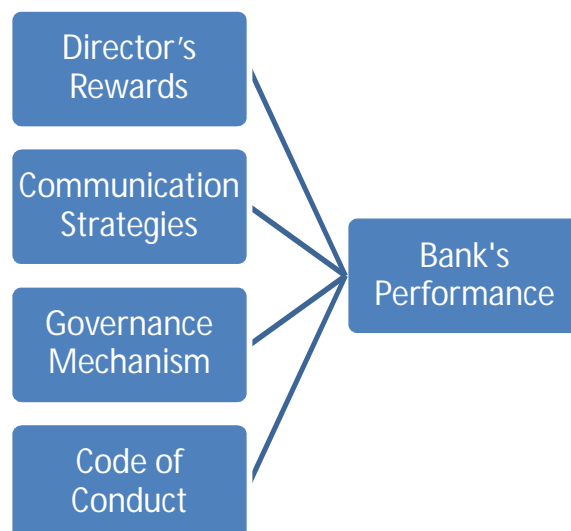 Director’s
Rewards
Communication
Strategies
Governance
Mechanism
Code of
Conduct
Bank's
Performance